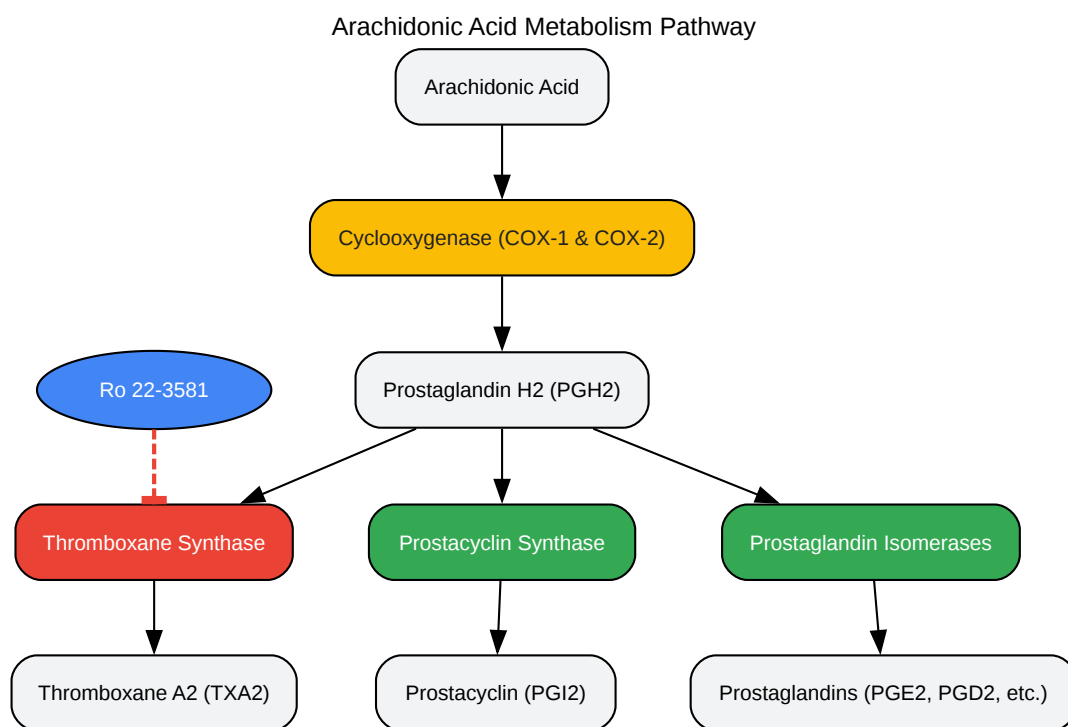 Arachidonic Acid Metabolism Pathway
Arachidonic Acid
Cyclooxygenase (COX-1 & COX-2)
Ro 22-3581
Prostaglandin H2 (PGH2)
Thromboxane Synthase
Prostacyclin Synthase
Prostaglandin Isomerases
Thromboxane A2 (TXA2)
Prostacyclin (PGI2)
Prostaglandins (PGE2, PGD2, etc.)